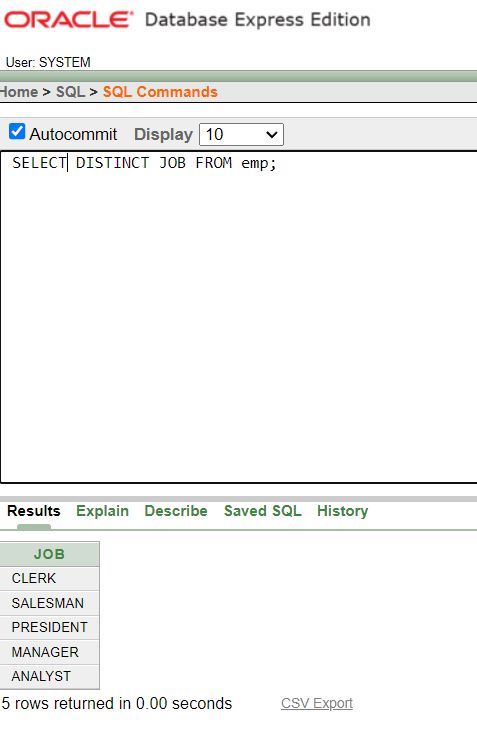 ORACLE® Database Express Edition
User: SYSTEM
Home > SQL > SQL Commands
Autocommit Display 10
SELECT DISTINCT JOB FROM emp;
Results Explain Describe Saved SQL History
JOB
CLERK
SALESMAN
PRESIDENT
MANAGER
ANALYST
5 rows returned in 0.00 seconds CSV Export